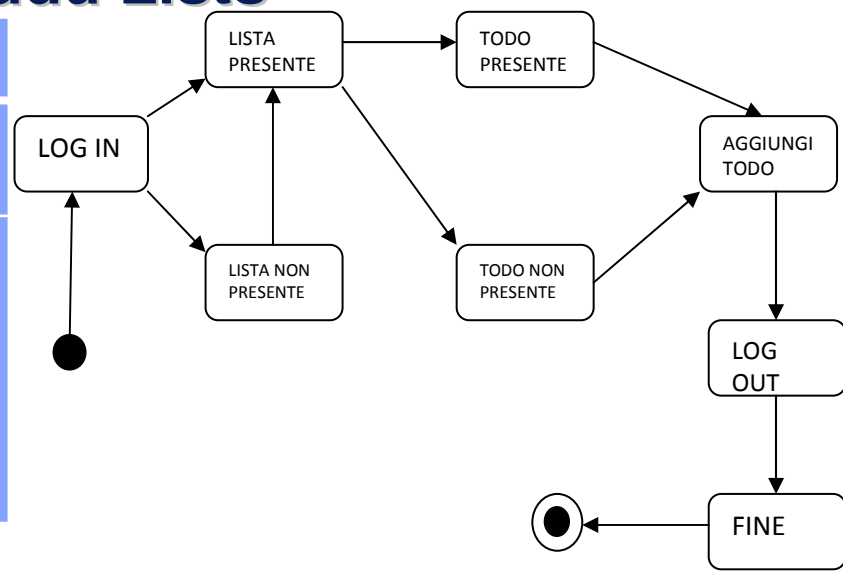 LISTA
PRESENTE
TODO
PRESENTE
LOG IN
AGGIUNGI
TODO
LISTA NON
PRESENTE
TODO NON
PRESENTE
LOG
OUT
FINE